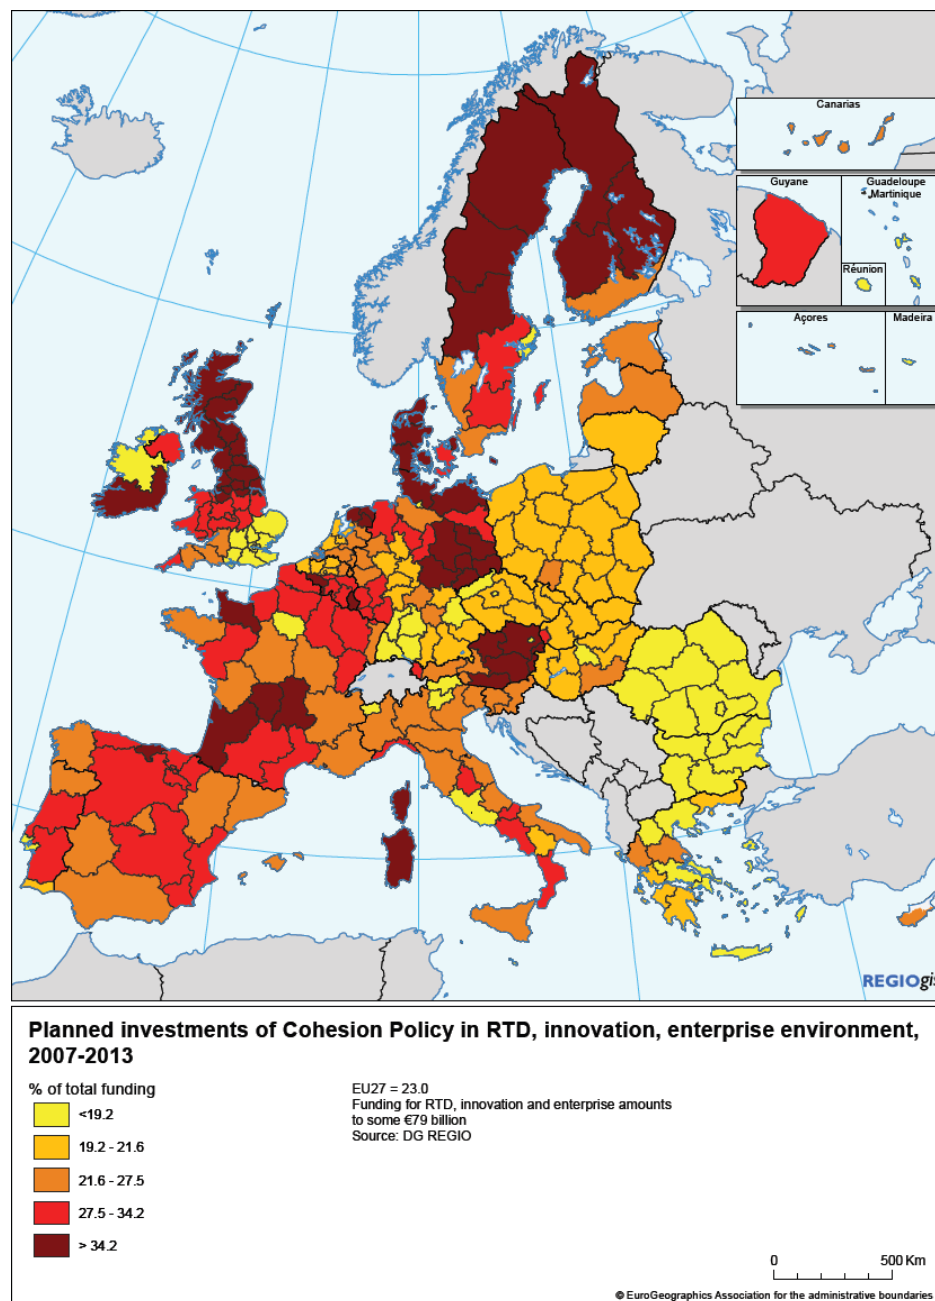 Canarias
Guyane
Guadeloupe
Martinique
Réunion
Açores
Madeira
REGIOgis
Planned investments of Cohesion Policy in RTD, innovation, enterprise environment,
2007-2013
% of total funding
<19.2
19.2 - 21.6
21.6 - 27.5
27.5 - 34.2
> 34.2
EU27 = 23.0
Funding for RTD, innovation and enterprise amounts
to some €79 billion
Source: DG REGIO
0 500 Km
© EuroGeographics Association for the administrative boundaries